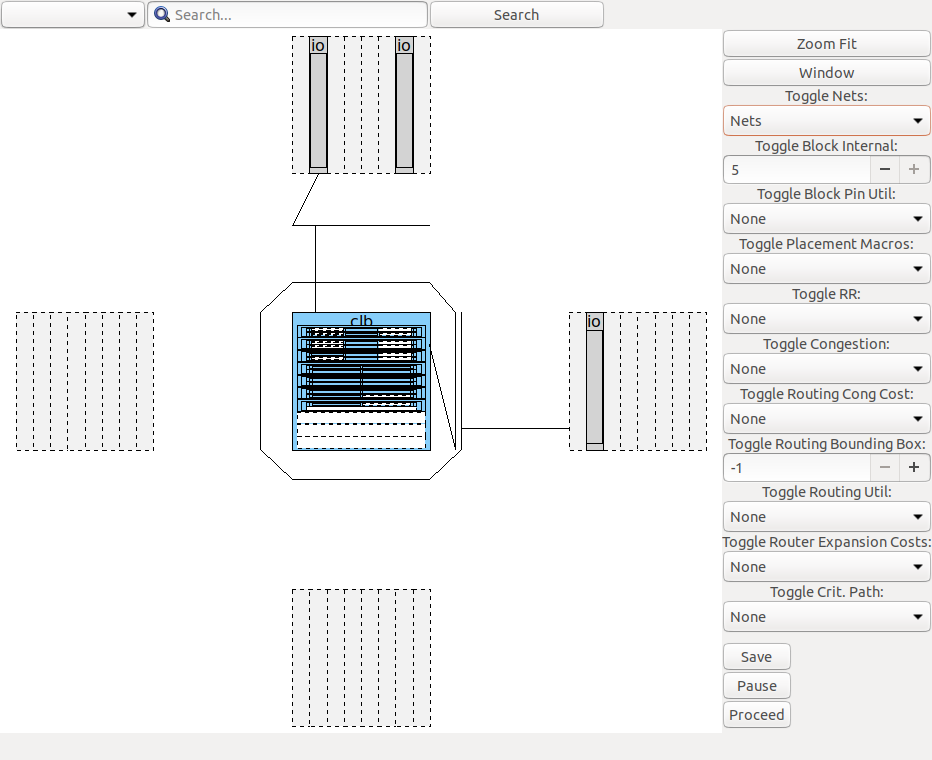 Search...
Search
io
io
clb
io
Zoom Fit
Window
Toggle Nets:
Nets
Toggle Block Internal:
5
Toggle Block Pin Util:
None
Toggle Placement Macros:
None
Toggle RR:
None
Toggle Congestion:
None
Toggle Routing Cong Cost:
None
Toggle Routing Bounding Box:
-1
Toggle Routing Util:
None
Toggle Router Expansion Costs:
None
Toggle Crit. Path:
None
Save
Pause
Proceed